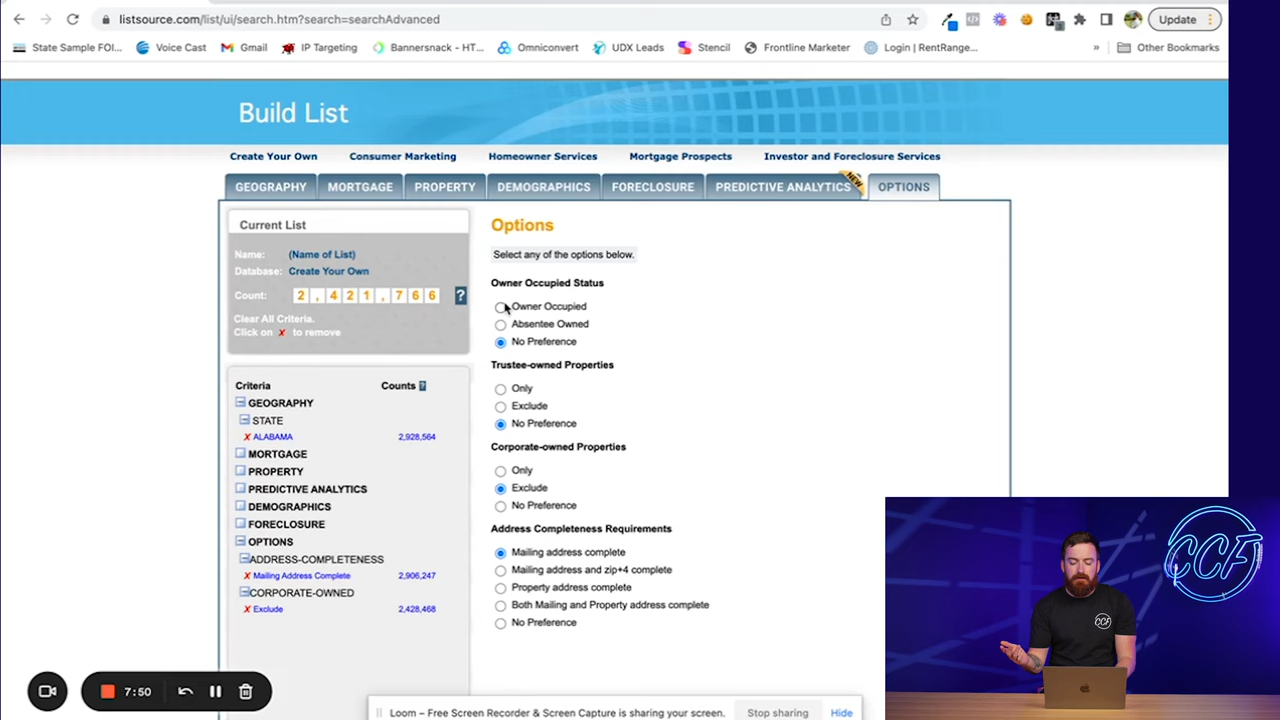 listsource.com/list/ui/search.htm?search=searchAdvanced
Update
State Sample FOI...
Voice Cast
Gmail
IP Targeting
Bannersnack - HT...
Omniconvert
UDX Leads
Stencil
Frontline Marketer
Login | RentRange...
»
Other Bookmarks
Build List
Create Your Own
Consumer Marketing
Homeowner Services
Mortgage Prospects
Investor and Foreclosure Services
GEOGRAPHY
MORTGAGE
PROPERTY
DEMOGRAPHICS
FORECLOSURE
PREDICTIVE ANALYTICS
NEW
OPTIONS
Current List
Name: (Name of List)
Database: Create Your Own
Count: 2,421,766 ?
Clear All Criteria.
Click on x to remove
Criteria Counts ?
GEOGRAPHY
STATE
X ALABAMA 2,928,564
MORTGAGE
PROPERTY
PREDICTIVE ANALYTICS
DEMOGRAPHICS
FORECLOSURE
OPTIONS
ADDRESS-COMPLETENESS
X Mailing Address Complete 2,906,247
CORPORATE-OWNED
X Exclude 2,428,468
Options
Select any of the options below.
Owner Occupied Status
Owner Occupied
Absentee Owned
No Preference
Trustee-owned Properties
Only
Exclude
No Preference
Corporate-owned Properties
Only
Exclude
No Preference
Address Completeness Requirements
Mailing address complete
Mailing address and zip+4 complete
Property address complete
Both Mailing and Property address complete
No Preference
7:50
Loom – Free Screen Recorder & Screen Capture is sharing your screen.
Stop sharing
Hide
CCF
CCF